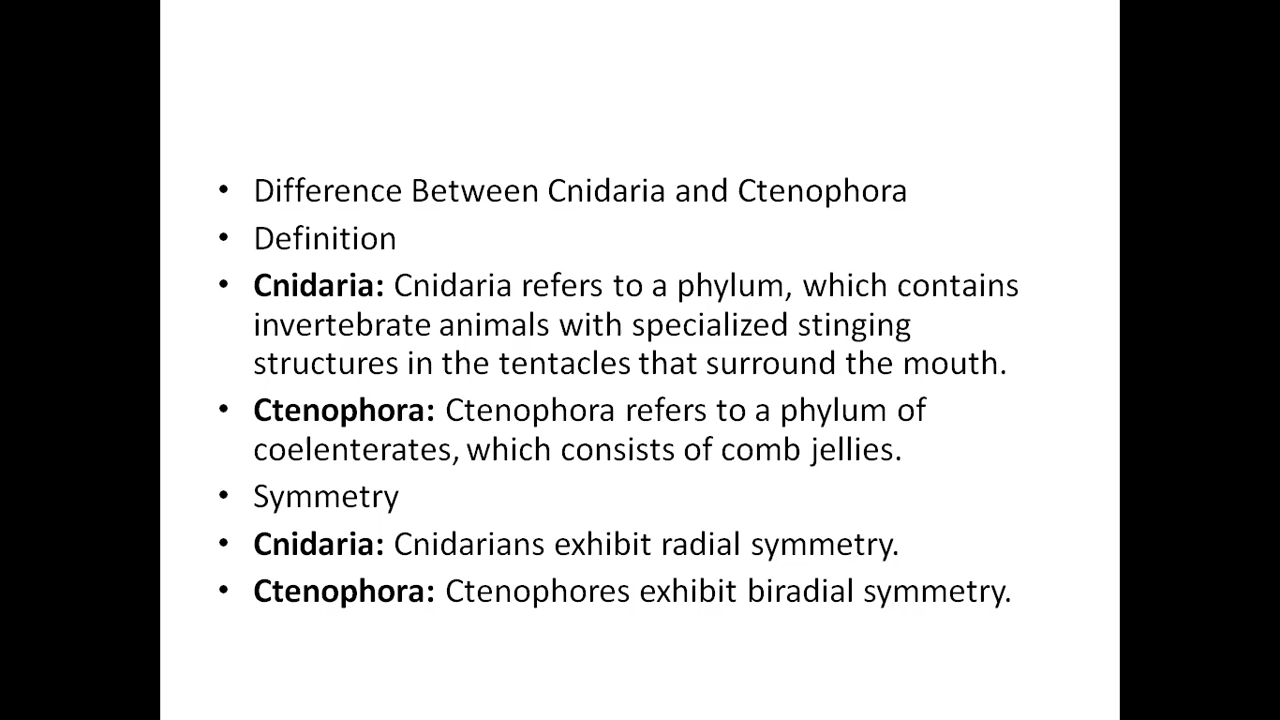 • Difference Between Cnidaria and Ctenophora
• Definition
• Cnidaria: Cnidaria refers to a phylum, which contains
invertebrate animals with specialized stinging
structures in the tentacles that surround the mouth.
• Ctenophora: Ctenophora refers to a phylum of
coelenterates, which consists of comb jellies.
• Symmetry
• Cnidaria: Cnidarians exhibit radial symmetry.
• Ctenophora: Ctenophores exhibit biradial symmetry.